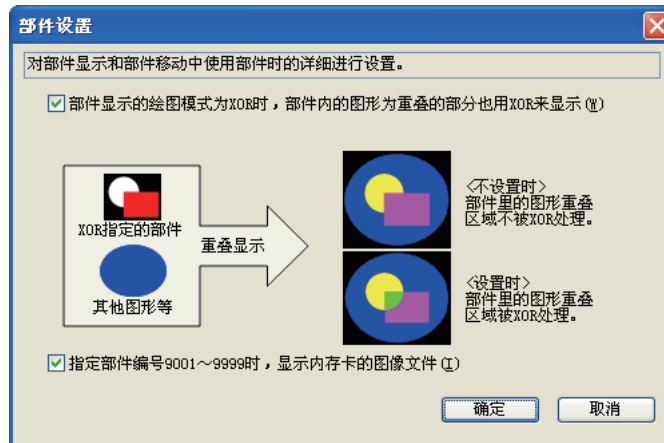 部件设置
对部件显示和部件移动中使用部件时的详细进行设置。
部件显示的绘图模式为XOR时，部件内的图形为重叠的部分也用XOR来显示(W)
XOR指定的部件
其他图形等
重叠显示
<不设置时>
部件里的图形重叠
区域不被XOR处理。
<设置时>
部件里的图形重叠
区域被XOR处理。
指定部件编号9001～9999时，显示内存卡的图像文件(I)
确定
取消